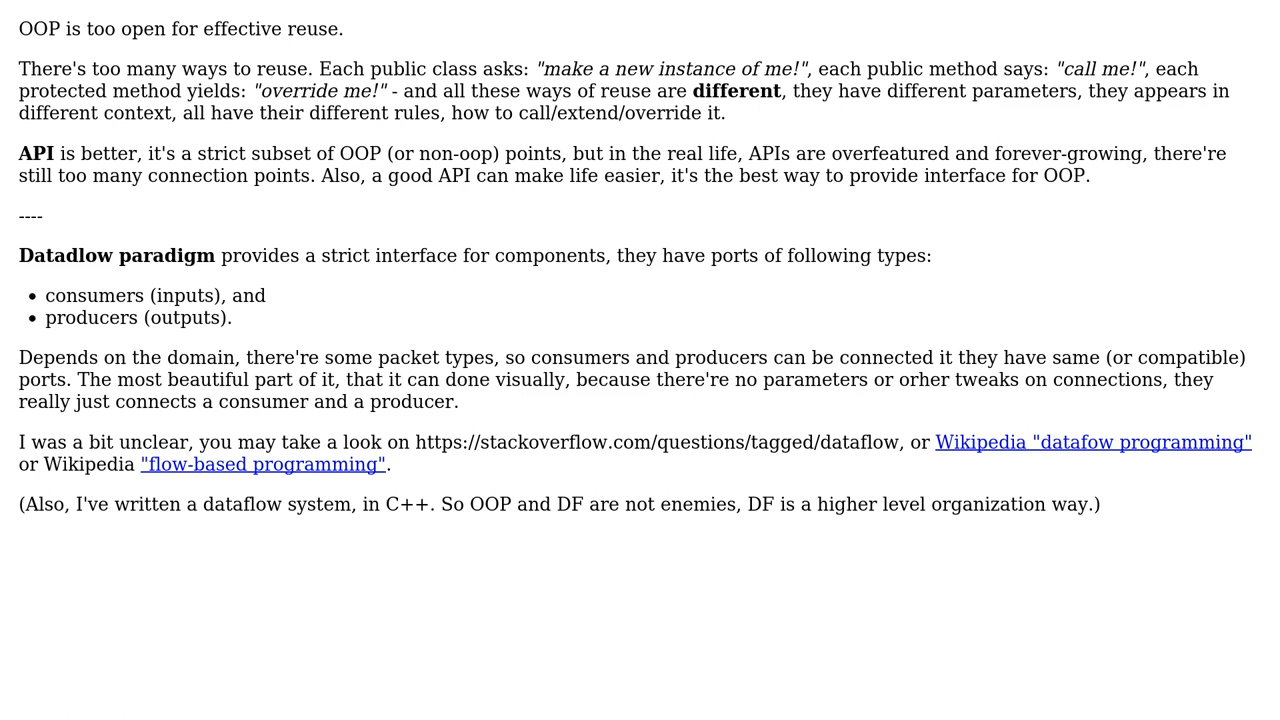 OOP is too open for effective reuse.
There's too many ways to reuse. Each public class asks: "make a new instance of me!", each public method says: "call me!", each
protected method yields: "override me!" - and all these ways of reuse are different, they have different parameters, they appears in
different context, all have their different rules, how to call/extend/override it.
API is better, it's a strict subset of OOP (or non-oop) points, but in the real life, APIs are overfeatured and forever-growing, there're
still too many connection points. Also, a good API can make life easier, it's the best way to provide interface for OOP.
----
Datadlow paradigm provides a strict interface for components, they have ports of following types:
• consumers (inputs), and
• producers (outputs).
Depends on the domain, there're some packet types, so consumers and producers can be connected it they have same (or compatible)
ports. The most beautiful part of it, that it can done visually, because there're no parameters or orher tweaks on connections, they
really just connects a consumer and a producer.
I was a bit unclear, you may take a look on https://stackoverflow.com/questions/tagged/dataflow, or Wikipedia "datafow programming"
or Wikipedia "flow-based programming".
(Also, I've written a dataflow system, in C++. So OOP and DF are not enemies, DF is a higher level organization way.)